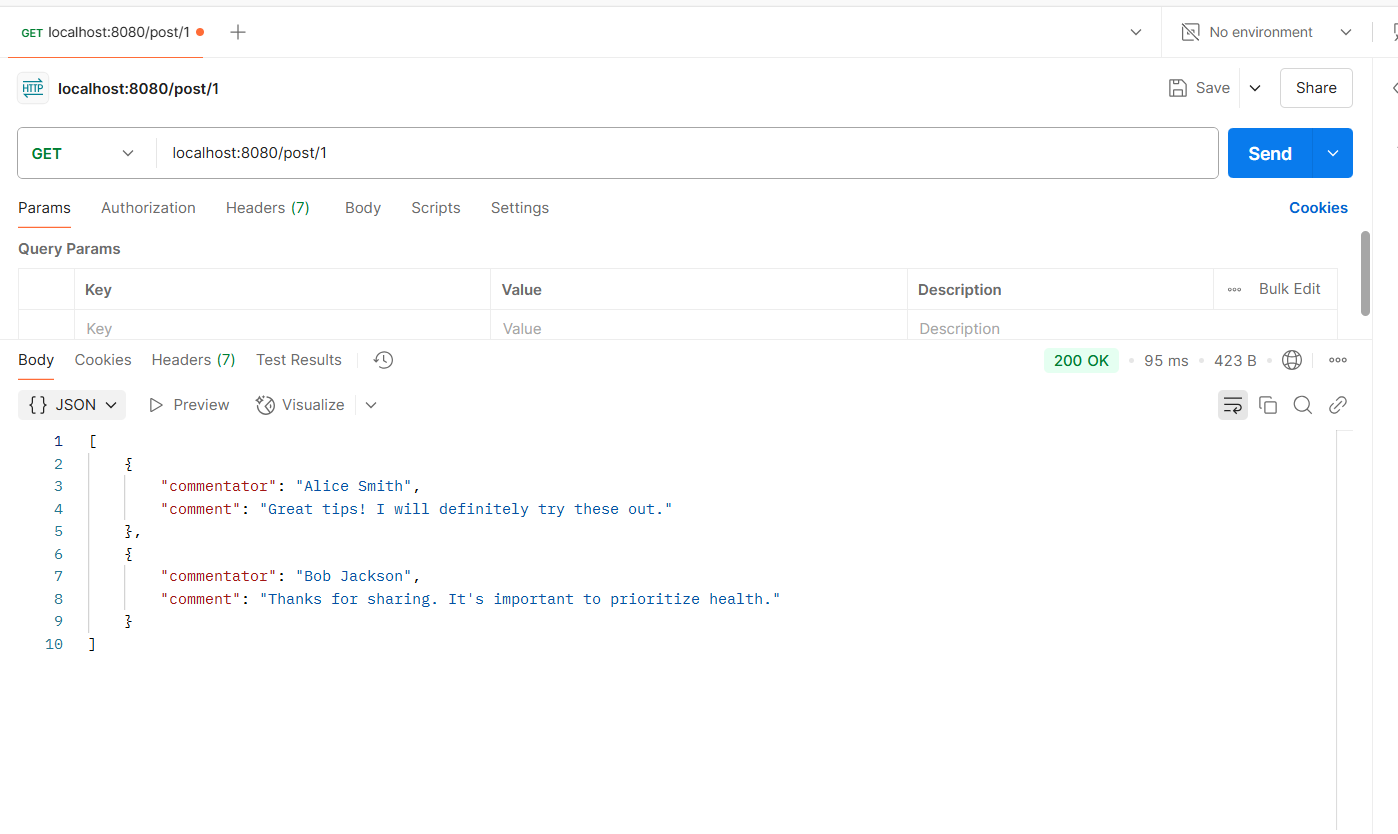 GET localhost:8080/post/1
No environment
HTTP localhost:8080/post/1
Save
Share
GET
localhost:8080/post/1
Send
Params Authorization Headers (7) Body Scripts Settings Cookies
Query Params
Key Value Description Bulk Edit
Key Value Description
Body Cookies Headers (7) Test Results 200 OK • 95 ms • 423 B •
{} JSON Preview Visualize
1 [
2 {
3 "commentator": "Alice Smith",
4 "comment": "Great tips! I will definitely try these out."
5 },
6 {
7 "commentator": "Bob Jackson",
8 "comment": "Thanks for sharing. It's important to prioritize health."
9 }
10 ]